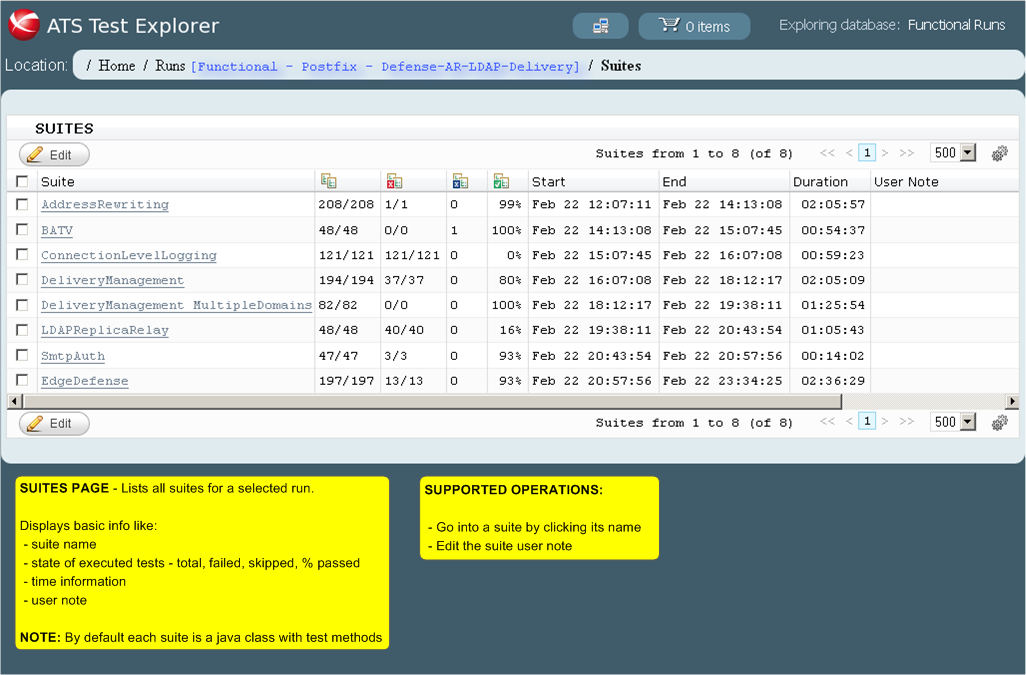 ATS Test Explorer
0 items
Exploring database: Functional Runs
Location: / Home / Runs [Functional - Postfix - Defense-AR-LDAP-Delivery] / Suites
SUITES
Edit
Suites from 1 to 8 (of 8) << < 1 > >> 500
Suite Start End Duration User Note
AddressRewriting 208/208 1/1 0 99% Feb 22 12:07:11 Feb 22 14:13:08 02:05:57
BATV 48/48 0/0 1 100% Feb 22 14:13:08 Feb 22 15:07:45 00:54:37
ConnectionLevelLogging 121/121 121/121 0 0% Feb 22 15:07:45 Feb 22 16:07:08 00:59:23
DeliveryManagement 194/194 37/37 0 80% Feb 22 16:07:08 Feb 22 18:12:17 02:05:09
DeliveryManagement MultipleDomains 82/82 0/0 0 100% Feb 22 18:12:17 Feb 22 19:38:11 01:25:54
LDAPReplicaRelay 48/48 40/40 0 16% Feb 22 19:38:11 Feb 22 20:43:54 01:05:43
SmtpAuth 47/47 3/3 0 93% Feb 22 20:43:54 Feb 22 20:57:56 00:14:02
EdgeDefense 197/197 13/13 0 93% Feb 22 20:57:56 Feb 22 23:34:25 02:36:29
Edit
Suites from 1 to 8 (of 8) << < 1 > >> 500
SUITES PAGE - Lists all suites for a selected run.
Displays basic info like:
- suite name
- state of executed tests - total, failed, skipped, % passed
- time information
- user note
NOTE: By default each suite is a java class with test methods
SUPPORTED OPERATIONS:
- Go into a suite by clicking its name
- Edit the suite user note